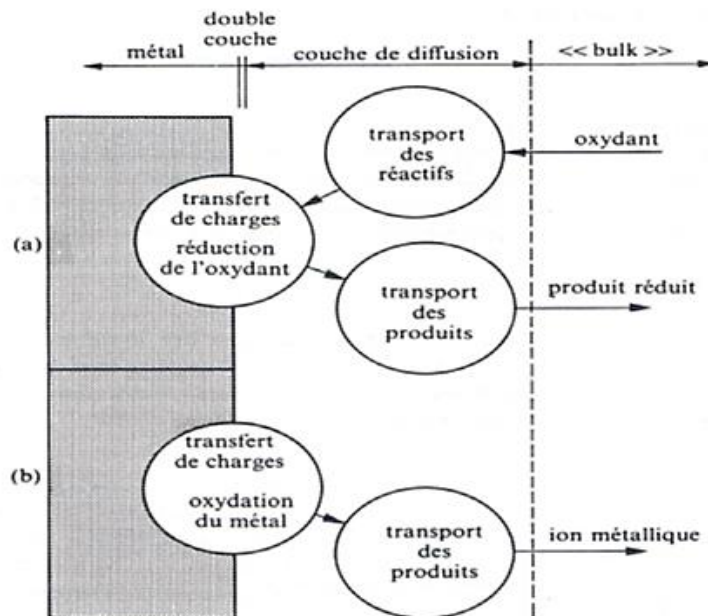 double
couche
métal
couche de diffusion
<< bulk >>
transport
des
réactifs
oxydant
transfert
de charges
réduction
de l'oxydant
(a)
transport
des
produits
produit réduit
transfert
de charges
oxydation
du métal
(b)
transport
des
produits
ion métallique